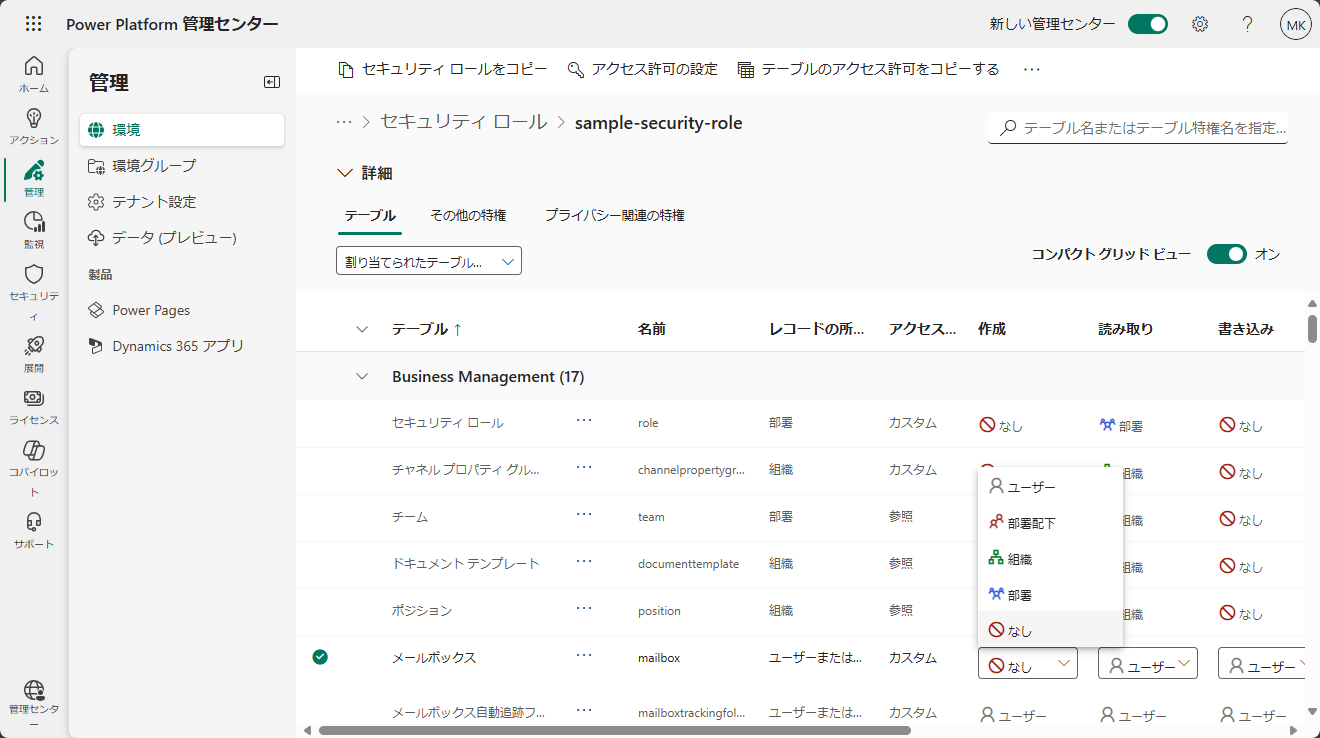 Power Platform 管理センター
新しい管理センター
MK
ホーム
アクション
管理
監視
セキュリティ
展開
ライセンス
コパイロット
サポート
管理センター
管理
環境
環境グループ
テナント設定
データ (プレビュー)
製品
Power Pages
Dynamics 365 アプリ
セキュリティ ロールをコピー
アクセス許可の設定
テーブルのアクセス許可をコピーする
···
··· > セキュリティ ロール > sample-security-role
テーブル名またはテーブル特権名を指定...
詳細
テーブル その他の特権 プライバシー関連の特権
割り当てられたテーブル...
コンパクト グリッド ビュー オン
テーブル ↑ 名前 レコードの所... アクセス... 作成 読み取り 書き込み
Business Management (17)
セキュリティ ロール ··· role 部署 カスタム なし 部署 なし
チャネル プロパティ グル... ··· channelpropertygr... 組織 カスタム 組織 なし
チーム ··· team 部署 参照 組織 なし
ドキュメント テンプレート ··· documenttemplate 組織 参照 組織 なし
ポジション ··· position 組織 参照 組織 なし
ユーザー
部署配下
組織
部署
なし
メールボックス ··· mailbox ユーザーまたは... カスタム なし ユーザー ユーザー
メールボックス自動追跡フ... ··· mailboxtrackingfol... ユーザーまたは... カスタム ユーザー ユーザー ユーザー